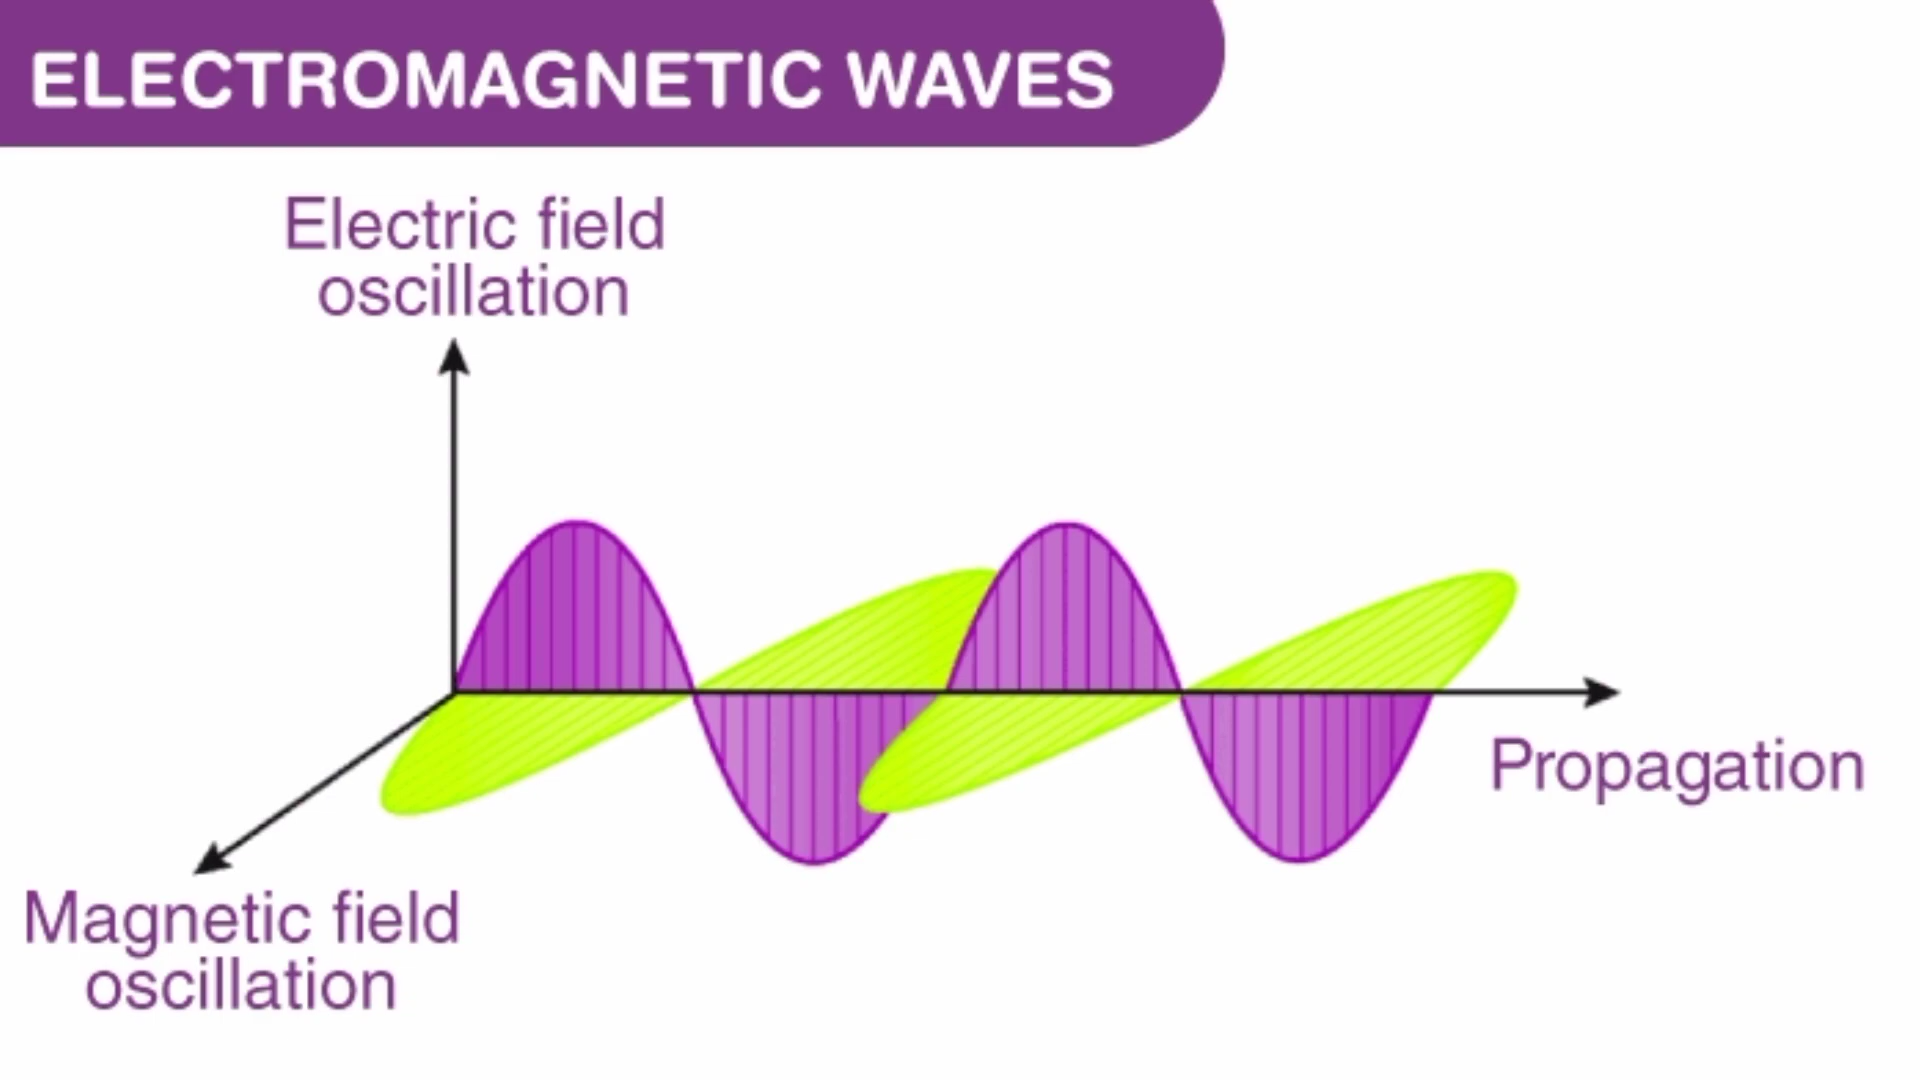 ELECTROMAGNETIC WAVES
Electric field
oscillation
Propagation
Magnetic field
oscillation